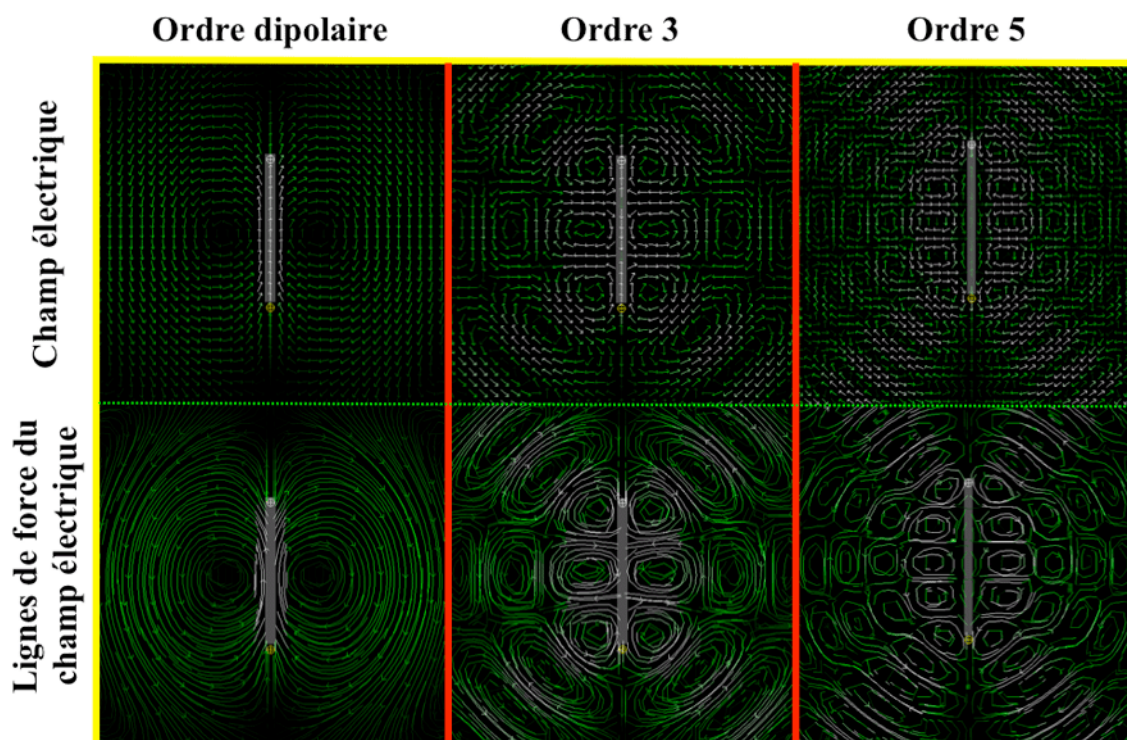 Ordre dipolaire
Ordre 3
Ordre 5
Champ électrique
Lignes de force du
champ électrique